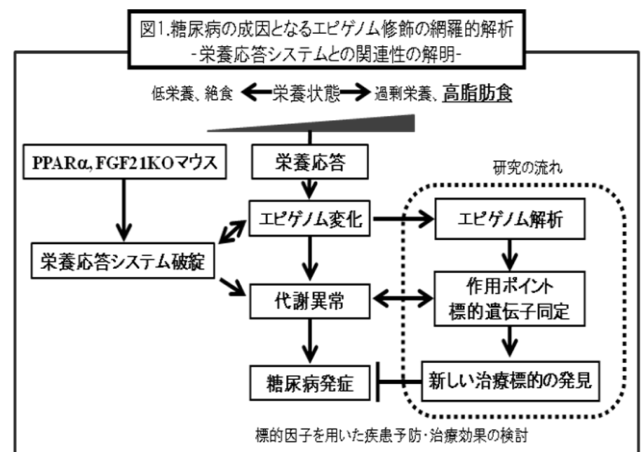 図1.糖尿病の成因となるエピゲノム修飾の網羅的解析
-栄養応答システムとの関連性の解明-
低栄養、絶食 栄養状態 過剰栄養、高脂肪食
PPARα,FGF21KOマウス
栄養応答
研究の流れ
エピゲノム変化
エピゲノム解析
栄養応答システム破綻
代謝異常
作用ポイント
標的遺伝子同定
糖尿病発症
新しい治療標的の発見
標的因子を用いた疾患予防・治療効果の検討